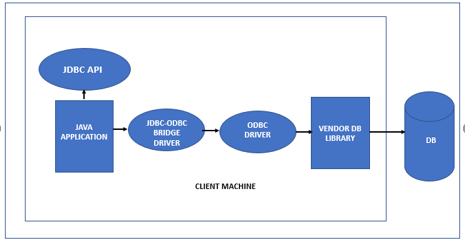 JDBC API
JAVA
APPLICATION
JDBC-ODBC
BRIDGE
DRIVER
ODBC
DRIVER
VENDOR DB
LIBRARY
DB
CLIENT MACHINE